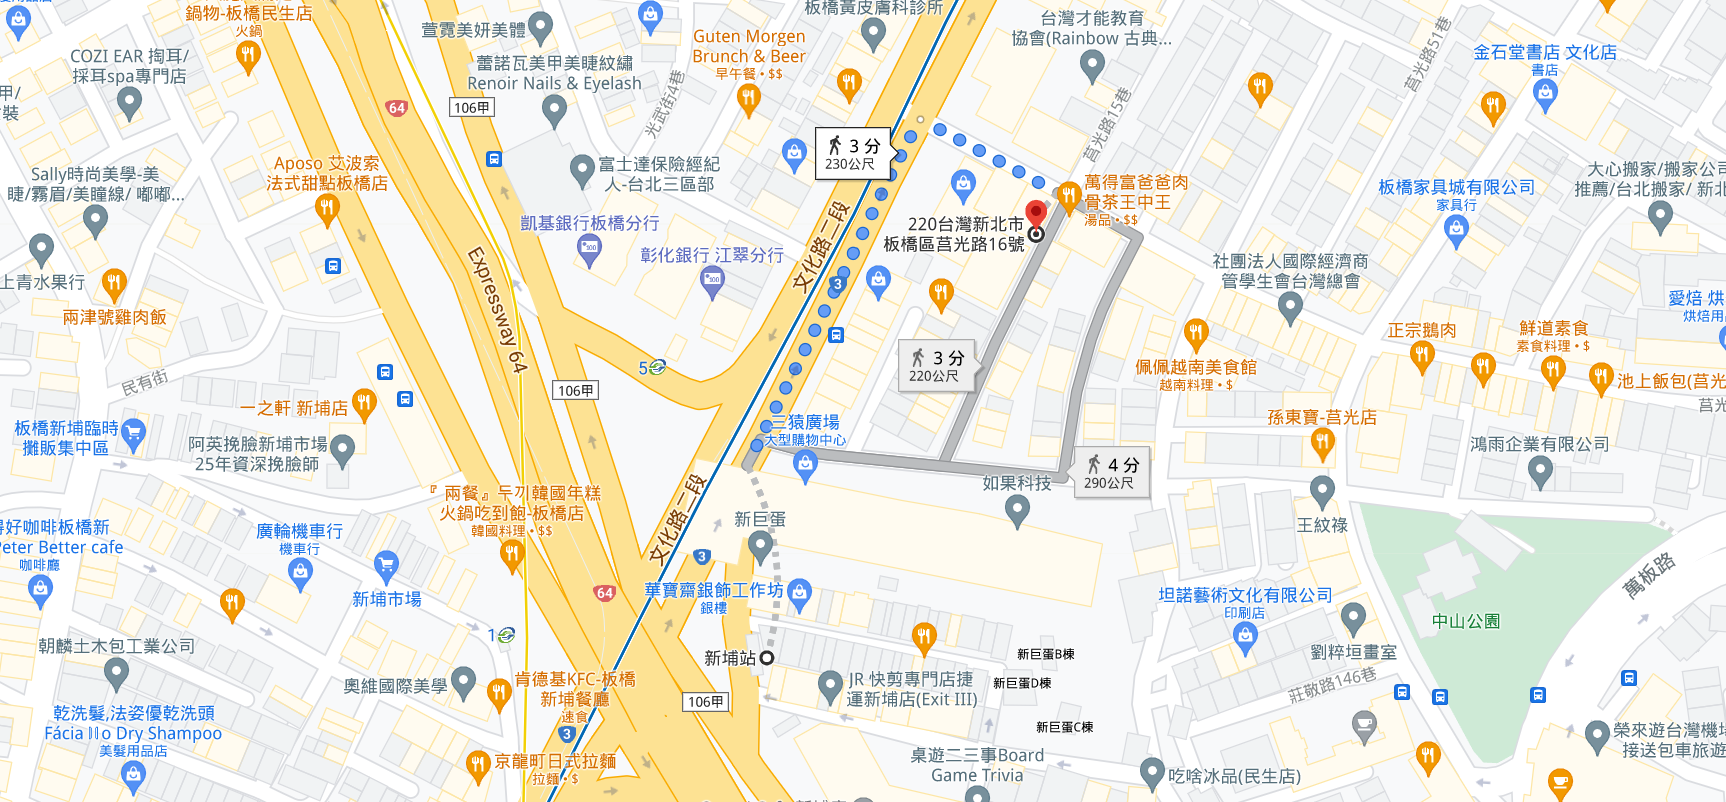 鍋物-板橋民生店
火鍋
萱霓美妍美體
板橋黃皮膚科診所
台灣才能教育
協會(Rainbow 古典...
莒光路51巷
金石堂書店 文化店
書店
COZI EAR 掏耳/
採耳spa專門店
64
106甲
蕾諾瓦美甲美睫紋繡
Renoir Nails & Eyelash
光武街4巷
Guten Morgen
Brunch & Beer
早午餐 • $$
莒光路15巷
3 分
230公尺
Sally時尚美學-美
睫/霧眉/美瞳線/ 嘟嘟...
Aposo 艾波索
法式甜點板橋店
富士達保險經紀
人-台北三區部
萬得富爸爸肉
骨茶王中王
湯品 • $$
板橋家具城有限公司
家具行
大心搬家/搬家公司
推薦/台北搬家/ 新北
凱基銀行板橋分行
彰化銀行 江翠分行
文化路二段
220台灣新北市
板橋區莒光路16號
上青水果行
兩津號雞肉飯
Expressway 64
3
社團法人國際經濟商
管學生會台灣總會
愛焙 烘
烘焙用
正宗鵝肉
鮮道素食
素食料理 • $
民有街
5
106甲
3 分
220公尺
佩佩越南美食館
越南料理 • $
池上飯包(莒光
莒光
一之軒 新埔店
三猿廣場
大型購物中心
孫東寶-莒光店
板橋新埔臨時
攤販集中區
阿英挽臉新埔市場
25年資深挽臉師
4 分
290公尺
鴻雨企業有限公司
如果科技
文化路二段
『 兩餐』두끼韓國年糕
火鍋吃到飽-板橋店
韓國料理 • $$
新巨蛋
王紋祿
得好咖啡板橋新
Peter Better cafe
咖啡廳
廣輪機車行
機車行
3
萬板路
新埔市場
64
華寶齋銀飾工作坊
銀樓
坦諾藝術文化有限公司
印刷店
中山公園
1
朝麟土木包工業公司
新埔站
新巨蛋B棟
劉粹垣畫室
奧維國際美學
肯德基KFC-板橋
新埔餐廳
速食
106甲
JR 快剪專門店捷
運新埔店(Exit III)
新巨蛋D棟
莊敬路146巷
乾洗髮,法姿優乾洗頭
美髮用品店
3
新巨蛋C棟
榮來遊台灣機場
接送包車旅遊
京龍町日式拉麵
拉麵 • $
桌遊二三事Board
Game Trivia
吃啥冰品(民生店)